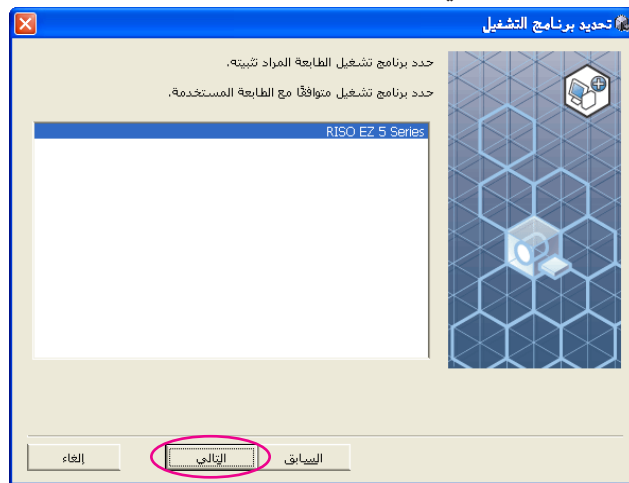 تحديد برنامج التشغيل
حدد برنامج تشغيل الطابعة المراد تثبيته.
حدد برنامج تشغيل متوافقًا مع الطابعة المستخدمة.
RISO EZ 5 Series
السابق
التالي
إلغاء